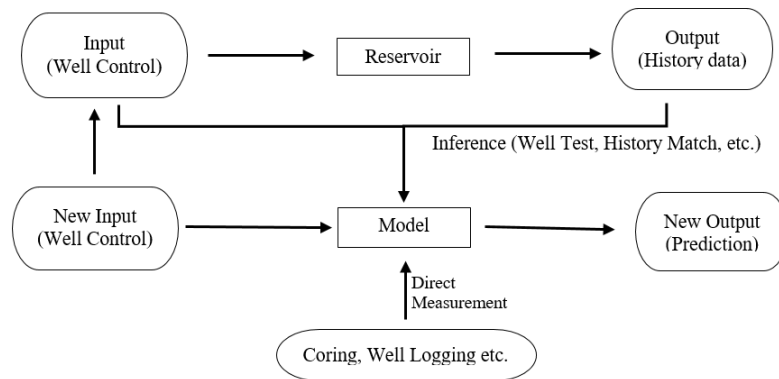 Input
(Well Control)
Reservoir
Output
(History data)
Inference (Well Test, History Match, etc.)
New Input
(Well Control)
Model
New Output
(Prediction)
Direct
Measurement
Coring, Well Logging etc.